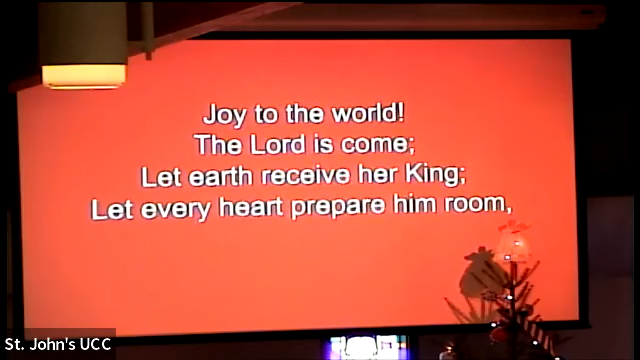 Joy to the world!
The Lord is come;
Let earth receive her King;
Let every heart prepare him room,
St. John's UCC